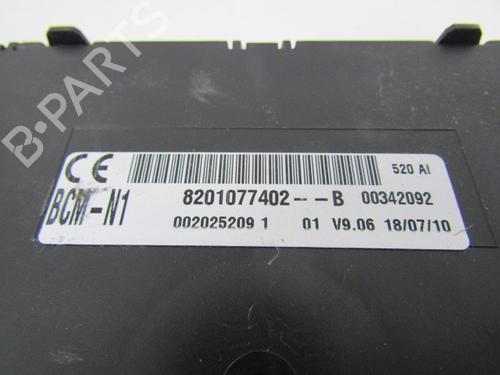 B-PARTS
CE
520 AI
BCM-N1
8201077402---B 00342092
002025209 1 01 V9.06 18/07/10